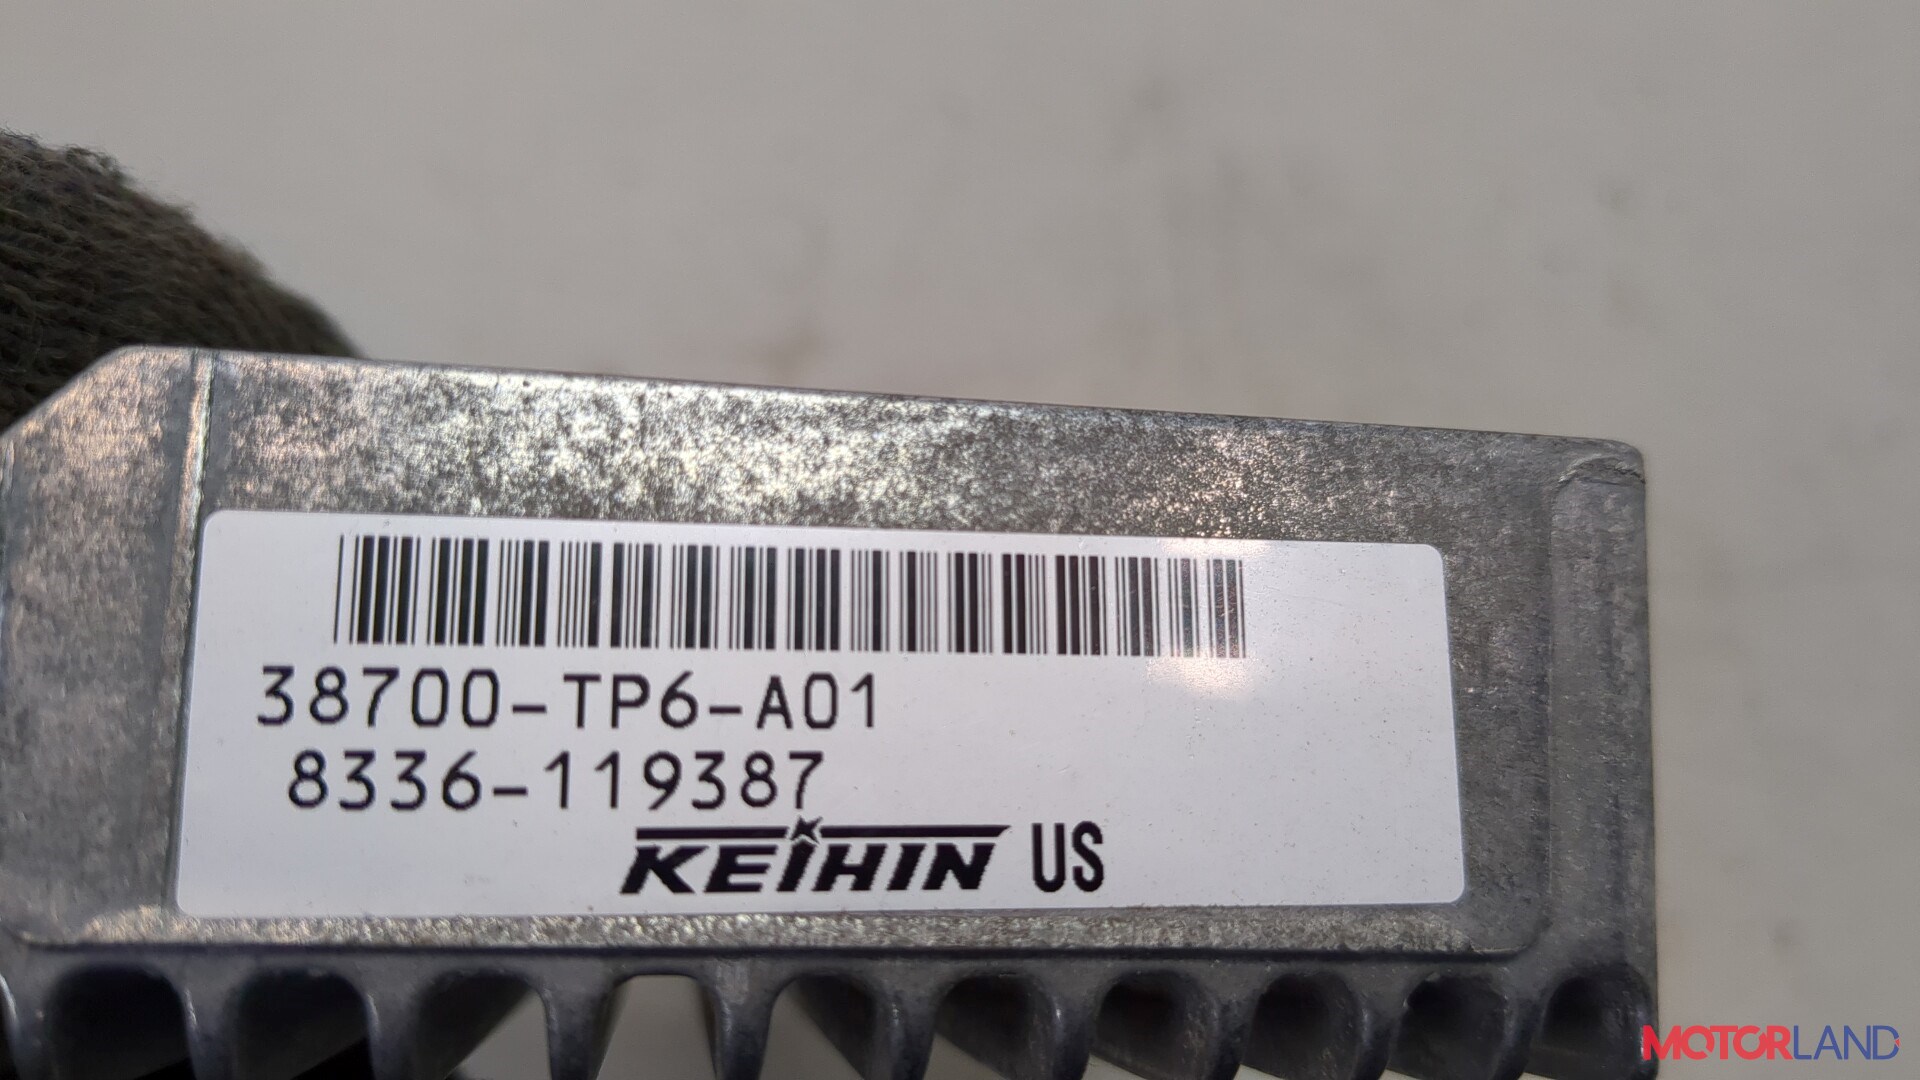 38700-TP6-A01
8336-119387
KEIHIN US
MOTORLAND